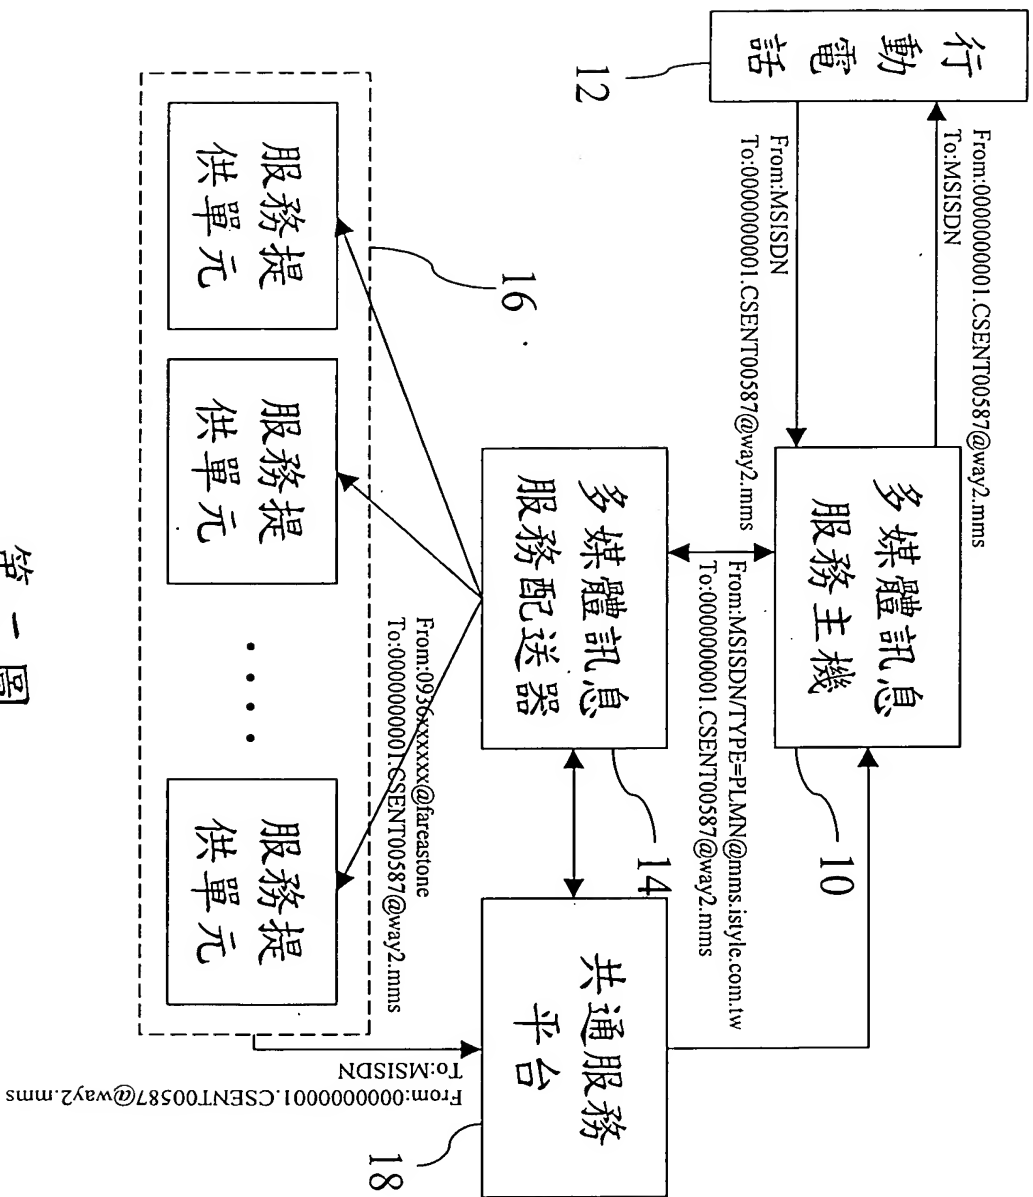 行動電話
12
From:0000000001.CSENT00587@way2.mms
To:MSISDN
From:MSISDN
To:0000000001.CSENT00587@way2.mms
多媒體訊息
服務主機
10
From:MSISDN/TYPE=PLMN@mms.istyle.com.tw
To:0000000001.CSENT00587@way2.mms
多媒體訊息
服務配送器
14
共通服務
平台
18
16
From:0936xxxxxx@fareastone
To:0000000001.CSENT00587@way2.mms
服務提
供單元
服務提
供單元
‧‧‧‧
服務提
供單元
From:0000000001.CSENT00587@way2.mms
To:MSISDN
第一圖